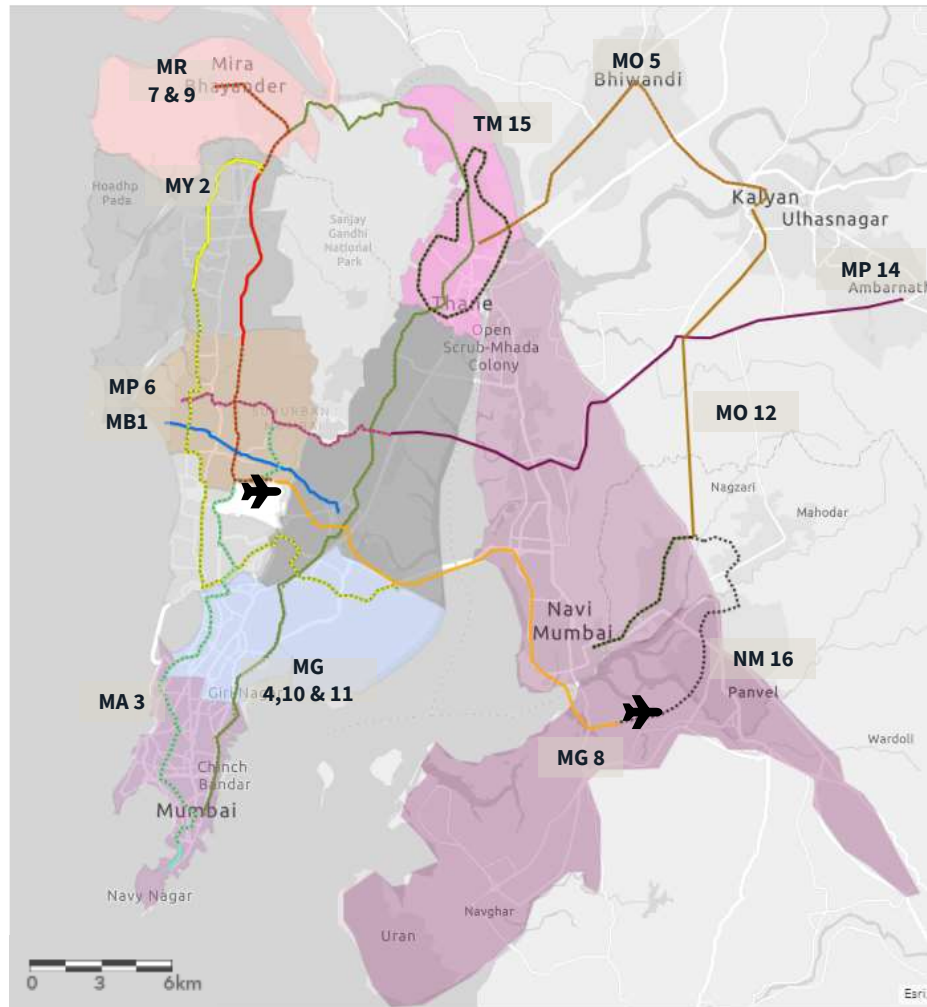 MR
7 & 9
Mira
Bhayander
MO 5
Bhiwandi
TM 15
MY 2
Hoadhp
Pada
Sanjay
Gandhi
National
Park
Kalyan
Ulhasnagar
MP 14
Ambarnath
Thane
Open
Scrub-Mhada
Colony
MP 6
SUBURBAN
MB1
MO 12
Nagzari
Mahodar
Navi
Mumbai
NM 16
Panvel
MG
4,10 & 11
MA 3
Wardoli
MG 8
Chinch
Bandar
Mumbai
Navy Nagar
Navghar
Uran
0 3 6km
Esri